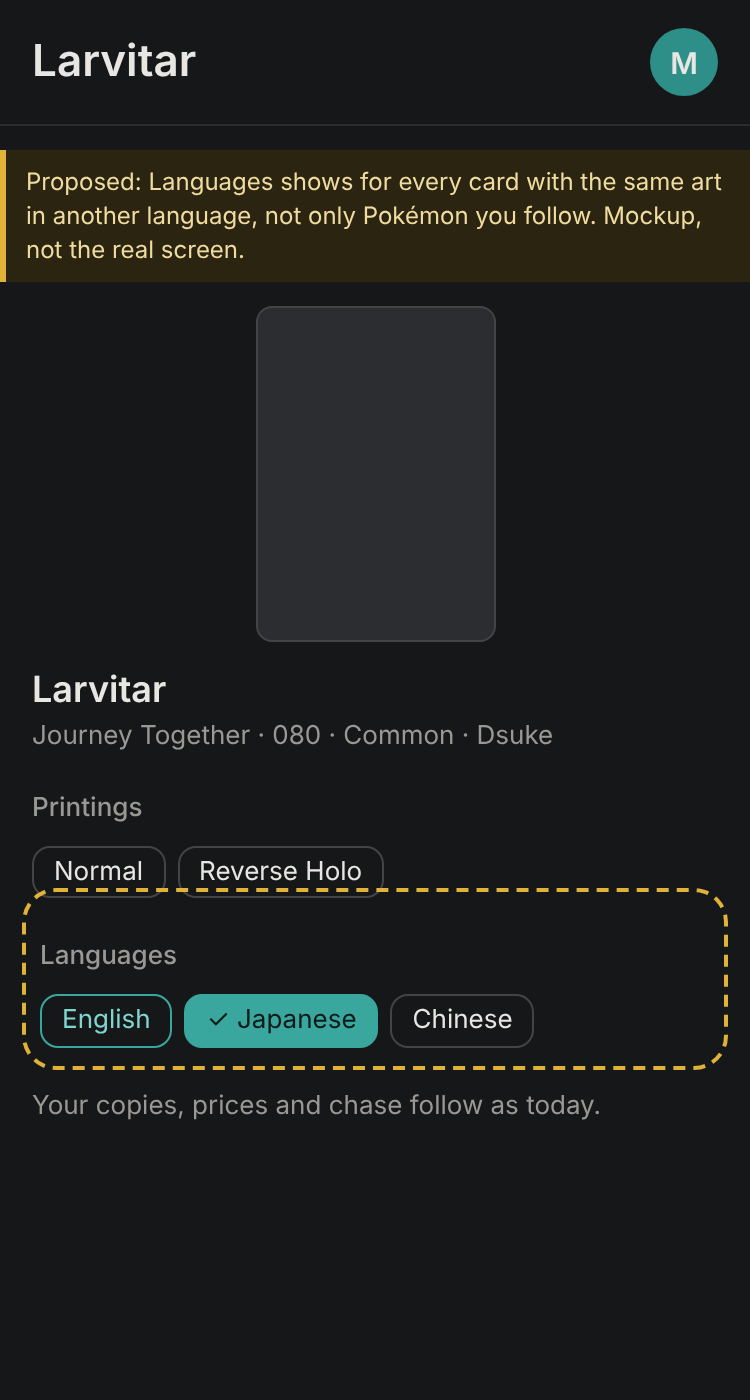 Larvitar
M
Proposed: Languages shows for every card with the same art
in another language, not only Pokémon you follow. Mockup,
not the real screen.
Larvitar
Journey Together · 080 · Common · Dsuke
Printings
Normal
Reverse Holo
Languages
English
✓ Japanese
Chinese
Your copies, prices and chase follow as today.